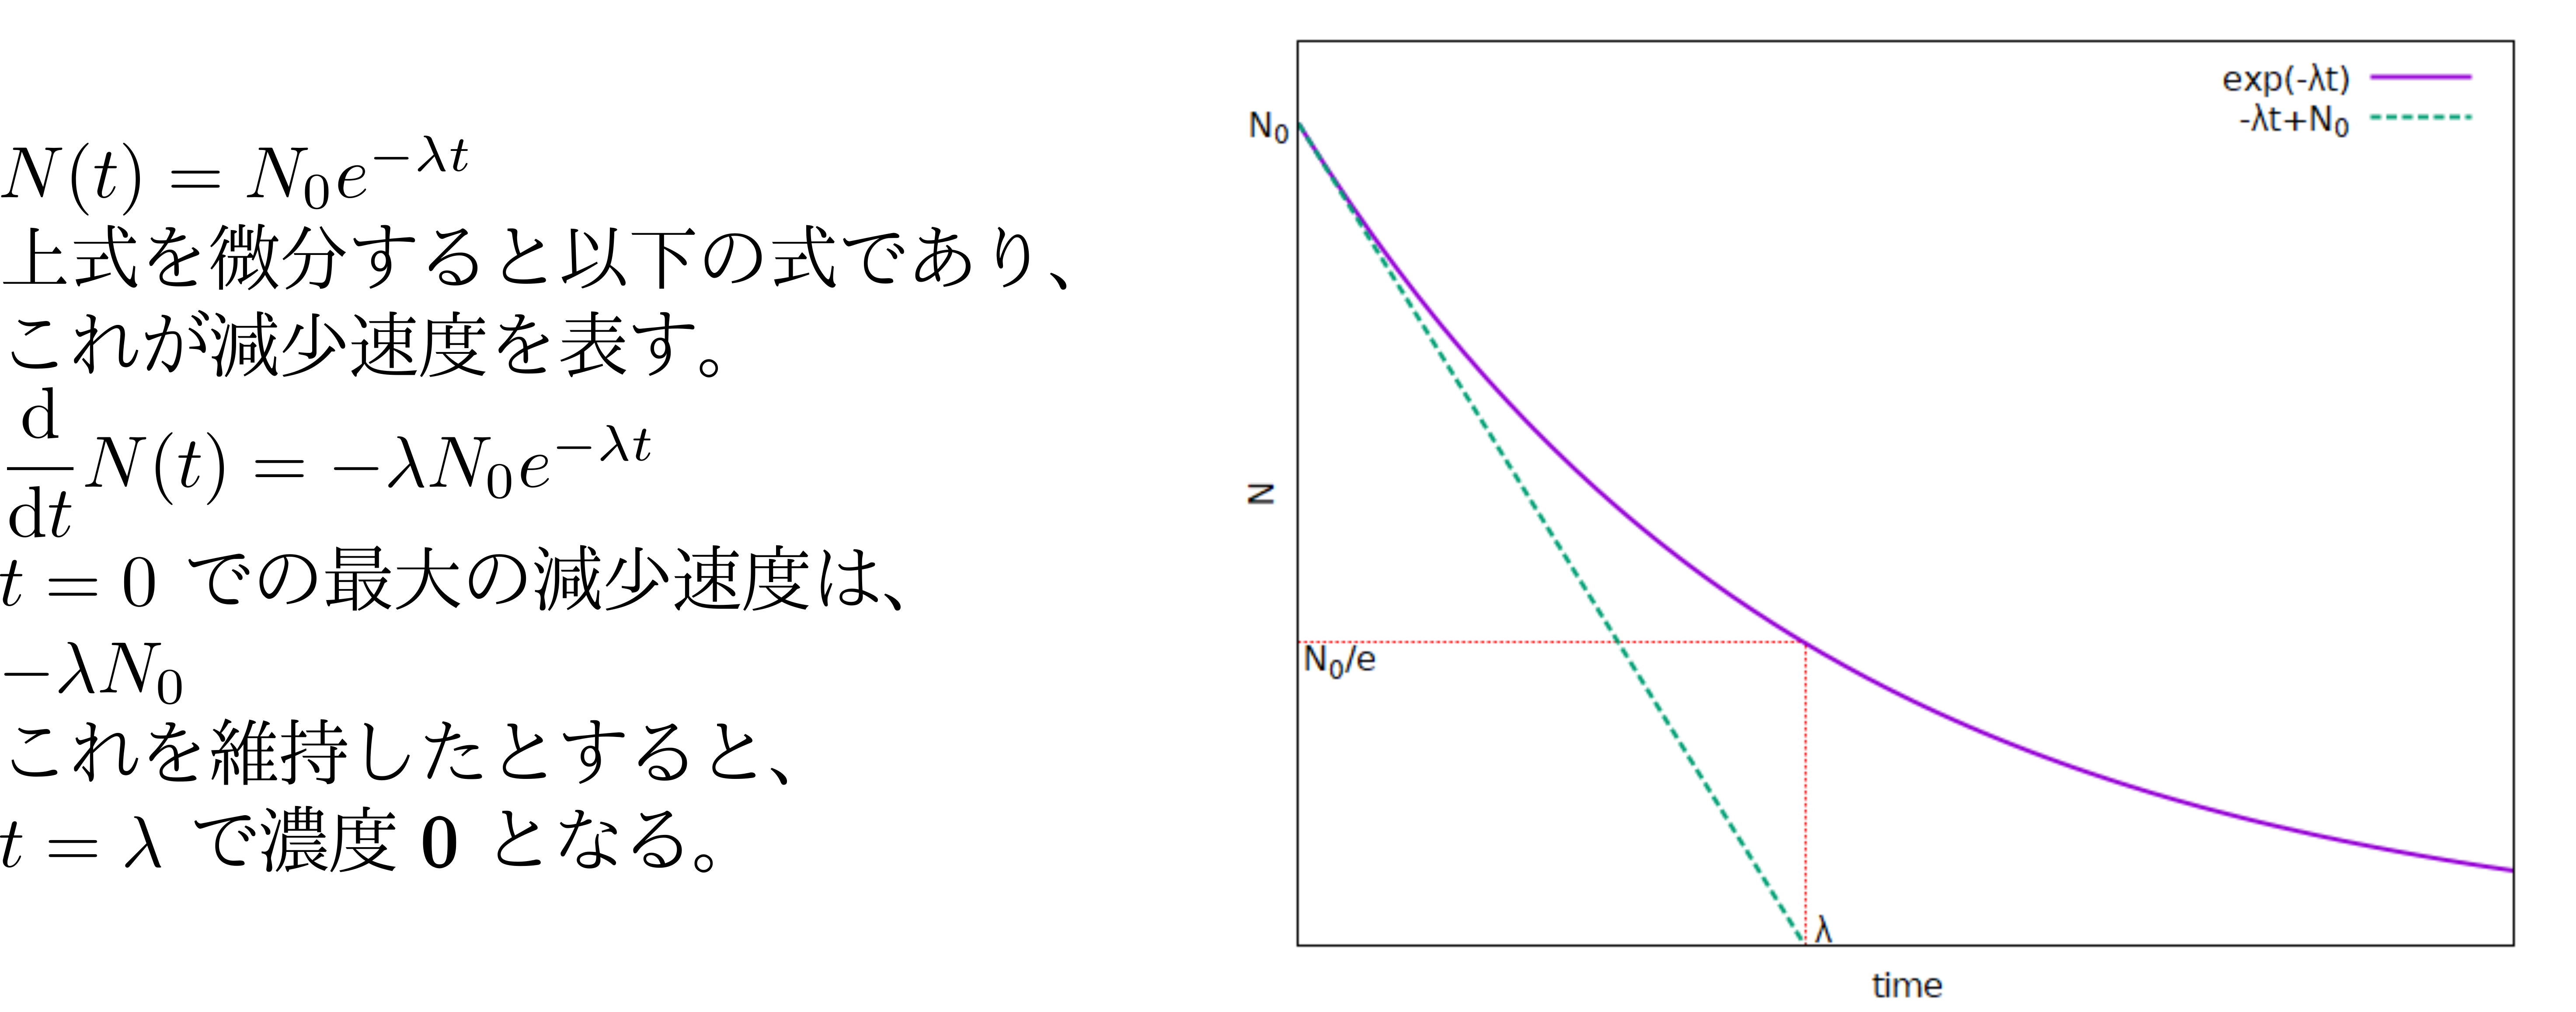 N(t) = N₀e^{−λt}
上式を微分すると以下の式であり、
これが減少速度を表す。
d/dt N(t) = −λN₀e^{−λt}
t = 0 での最大の減少速度は、
−λN₀
これを維持したとすると、
t = λ で濃度 0 となる。
exp(-λt)
-λt+N₀
N₀
N
N₀/e
λ
time